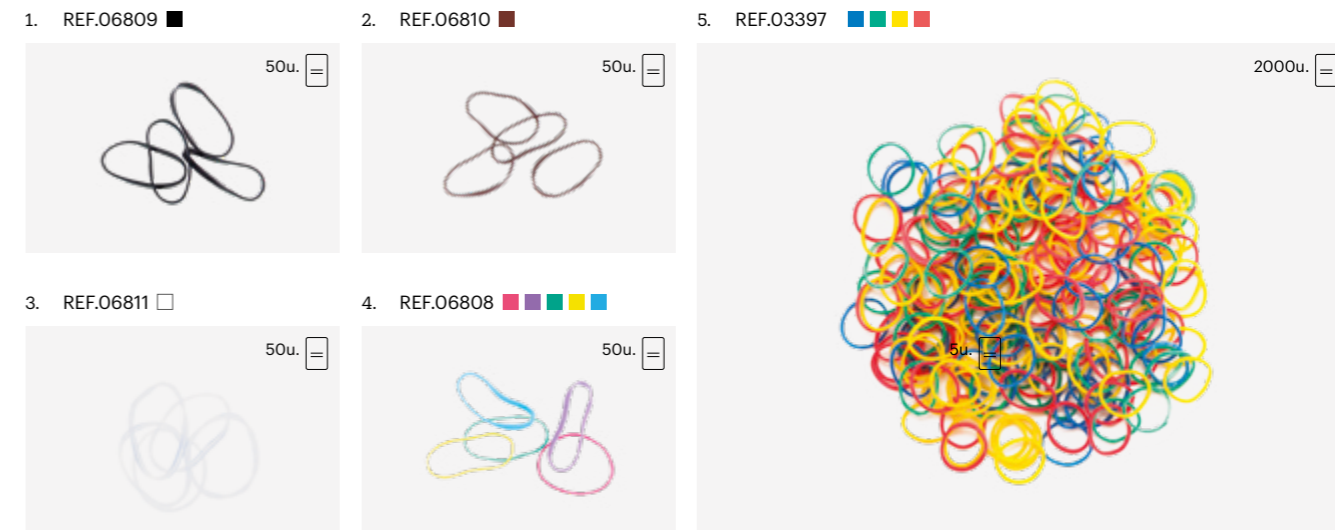 1. REF.06809
50u.
2. REF.06810
50u.
3. REF.06811
50u.
4. REF.06808
50u.
5. REF.03397
2000u.
5u.